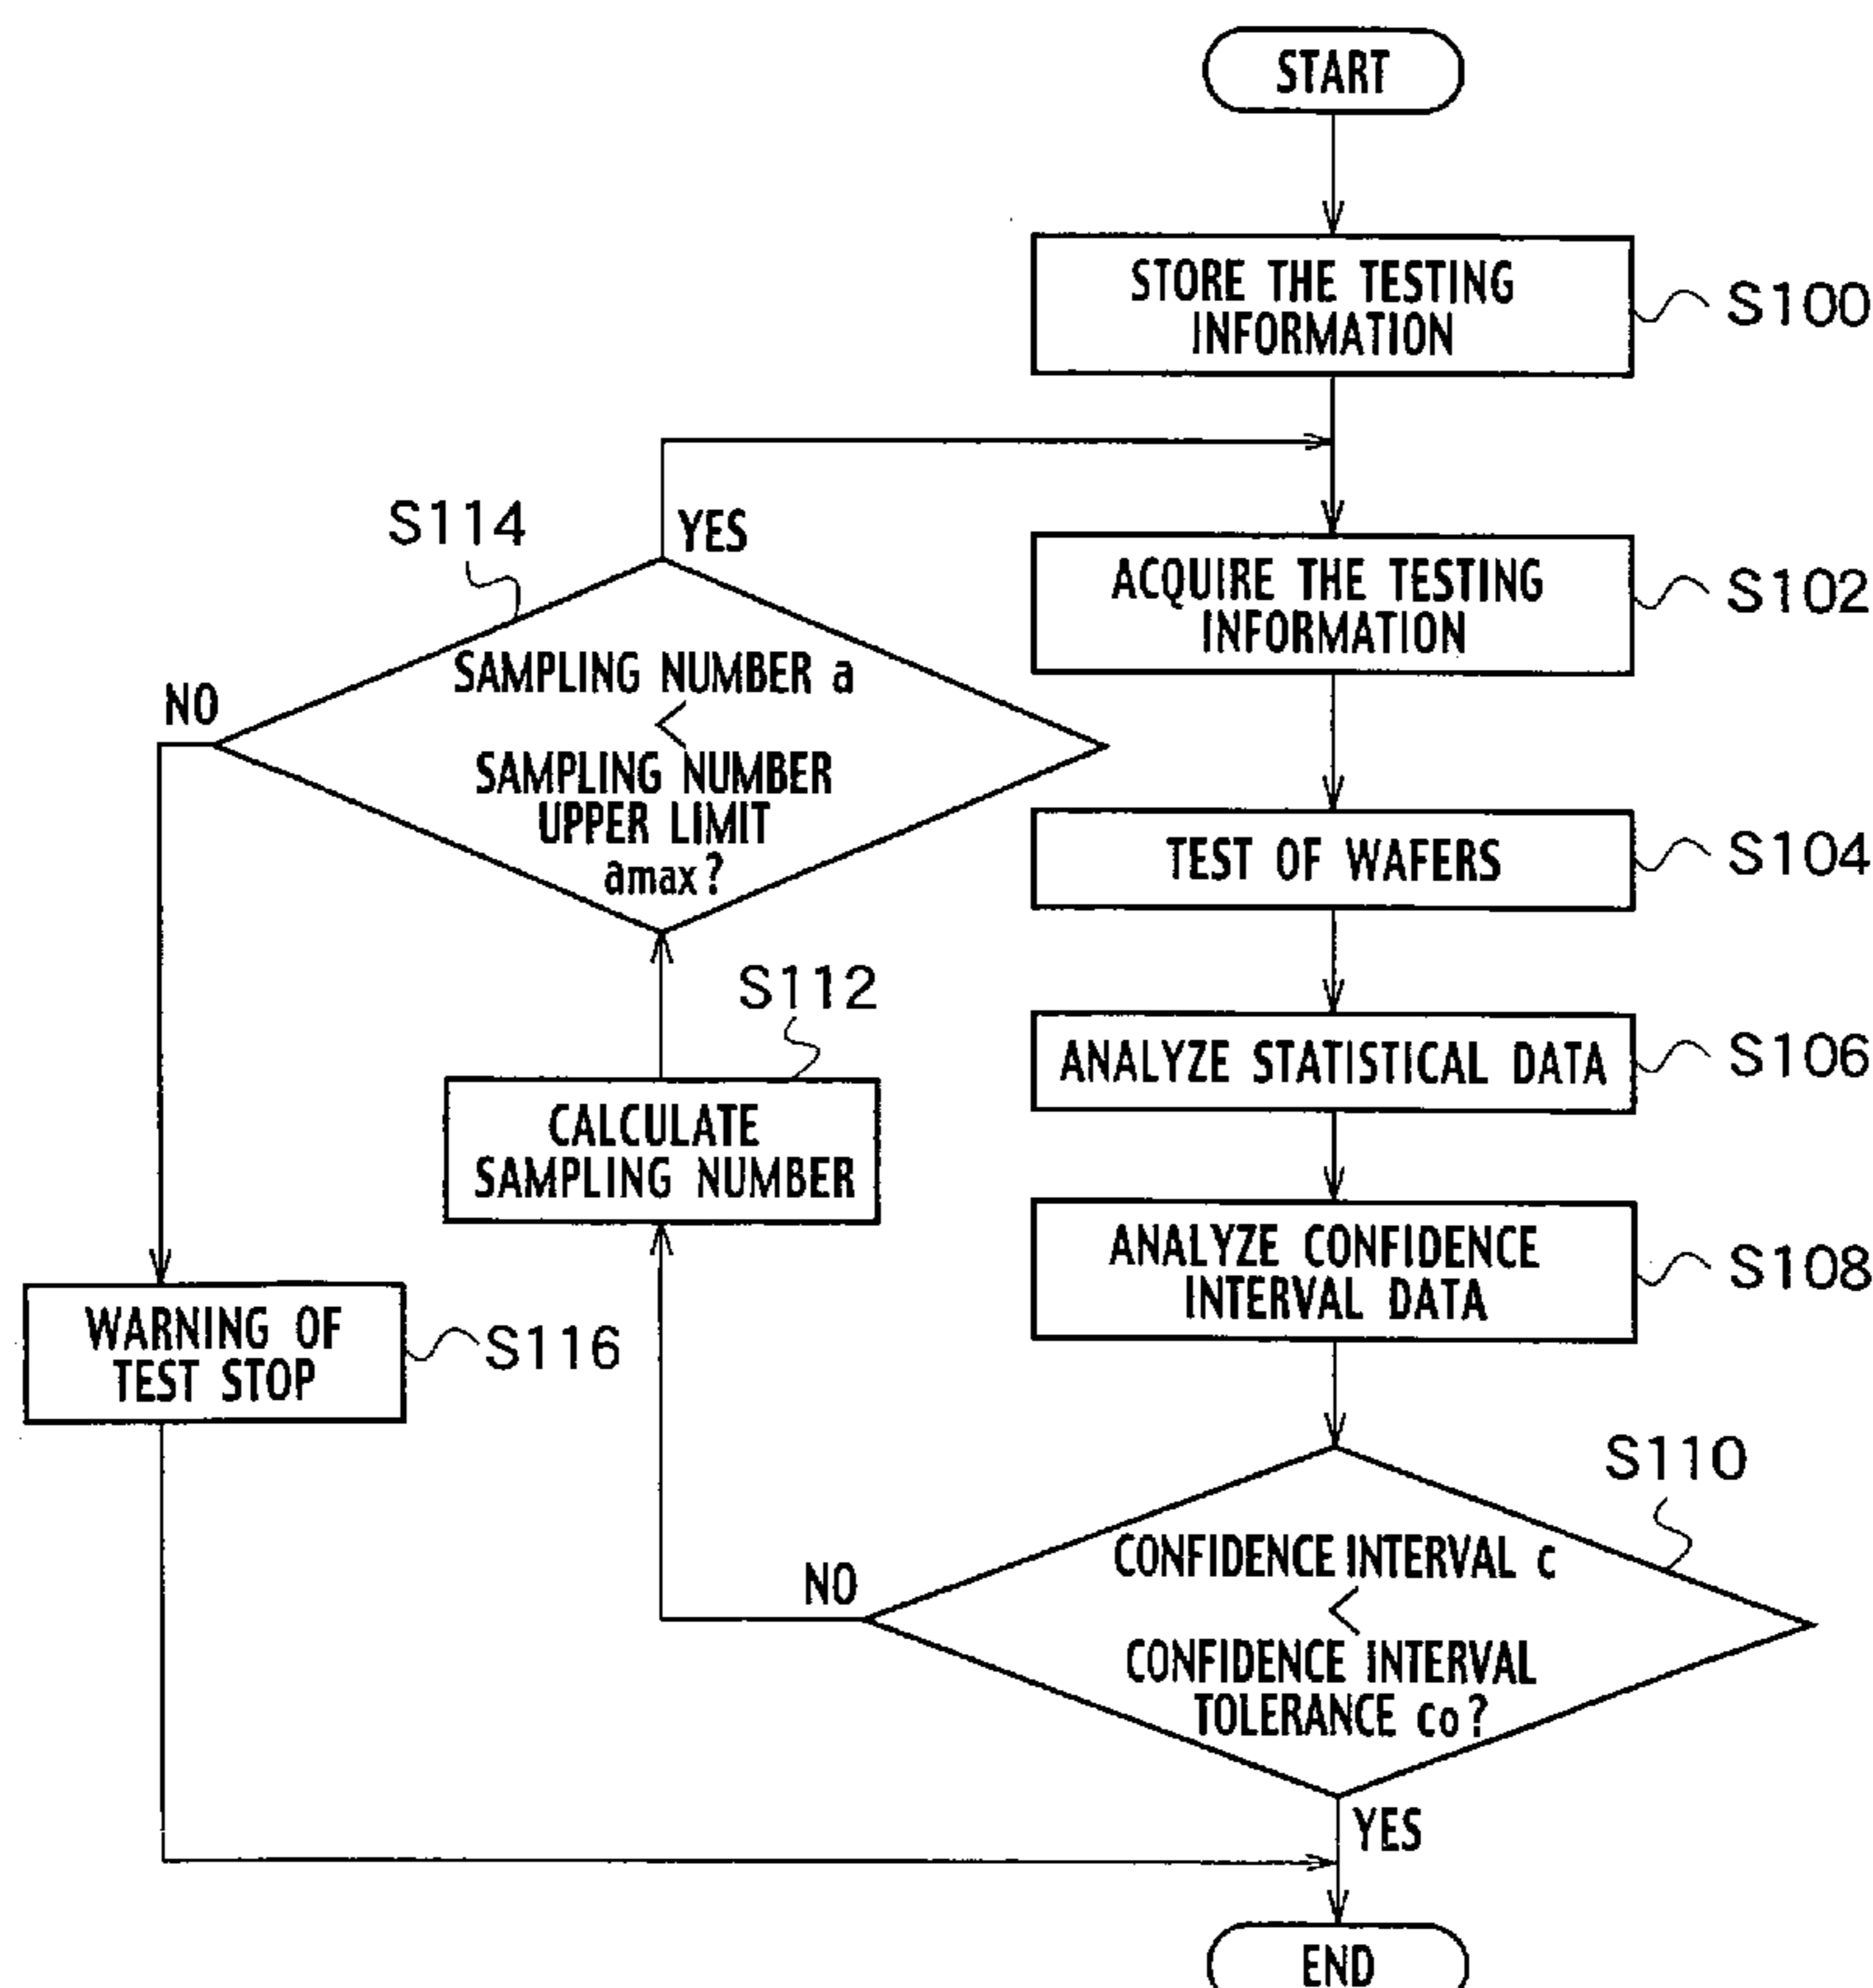 START
STORE THE TESTING
INFORMATION
S100
S114
YES
ACQUIRE THE TESTING
INFORMATION
S102
NO
SAMPLING NUMBER a
<
SAMPLING NUMBER
UPPER LIMIT
amax?
TEST OF WAFERS
S104
S112
ANALYZE STATISTICAL DATA
S106
CALCULATE
SAMPLING NUMBER
ANALYZE CONFIDENCE
INTERVAL DATA
S108
WARNING OF
TEST STOP
S116
S110
NO
CONFIDENCE INTERVAL c
<
CONFIDENCE INTERVAL
TOLERANCE co?
YES
END